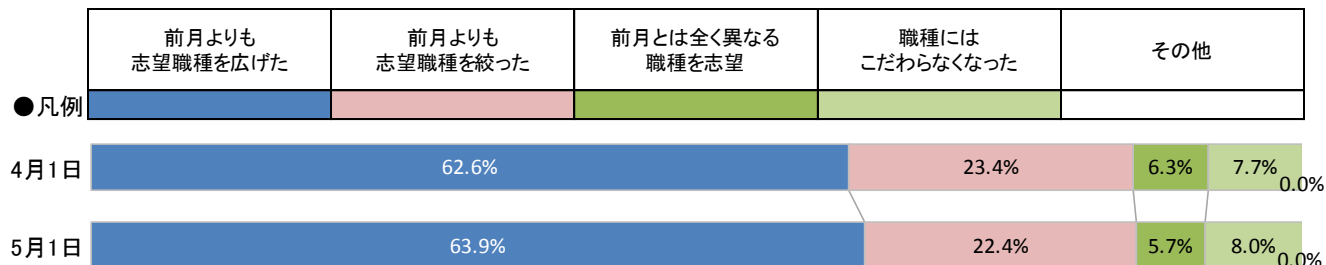 前月よりも
志望職種を広げた
前月よりも
志望職種を絞った
前月とは全く異なる
職種を志望
職種には
こだわらなくなった
その他
●凡例
4月1日
62.6%
23.4%
6.3%
7.7%
0.0%
5月1日
63.9%
22.4%
5.7%
8.0%
0.0%